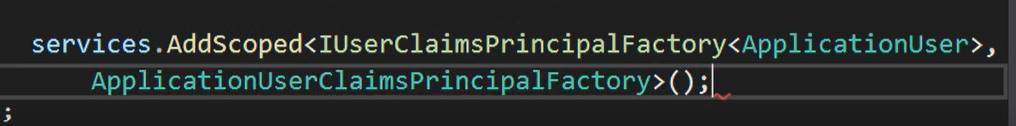 services.AddScoped<IUserClaimsPrincipalFactory<ApplicationUser>,
ApplicationUserClaimsPrincipalFactory>();
;